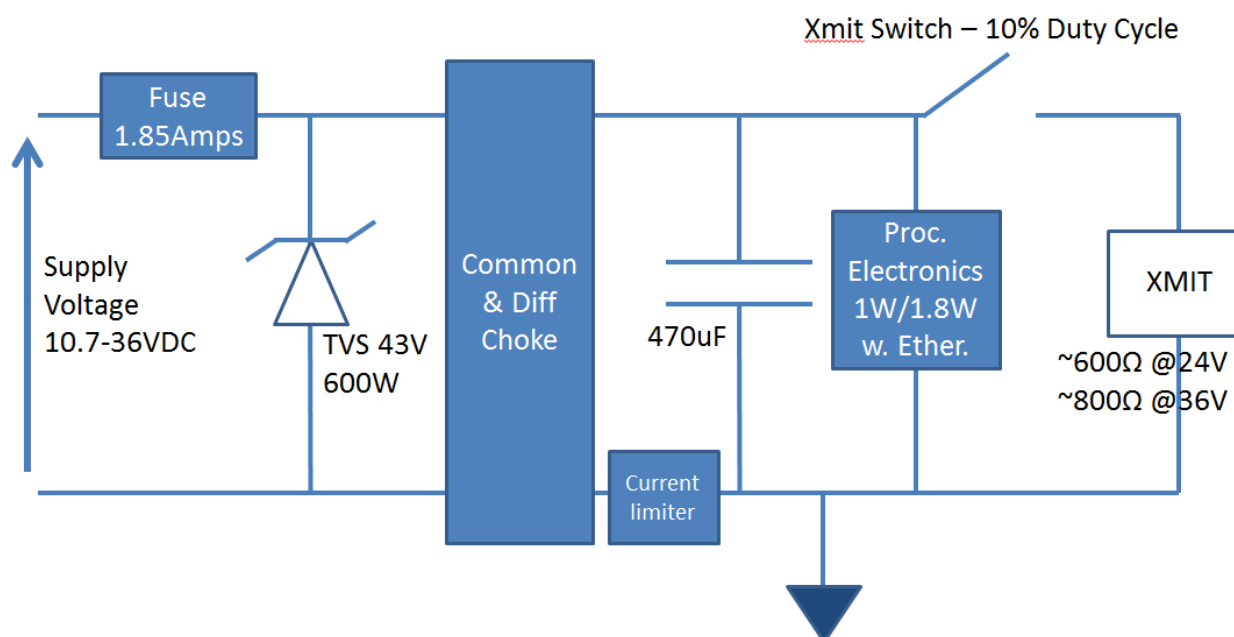 Xmit Switch – 10% Duty Cycle
Fuse
1.85Amps
Supply
Voltage
10.7-36VDC
TVS 43V
600W
Common
& Diff
Choke
470uF
Current
limiter
Proc.
Electronics
1W/1.8W
w. Ether.
XMIT
~600Ω @24V
~800Ω @36V